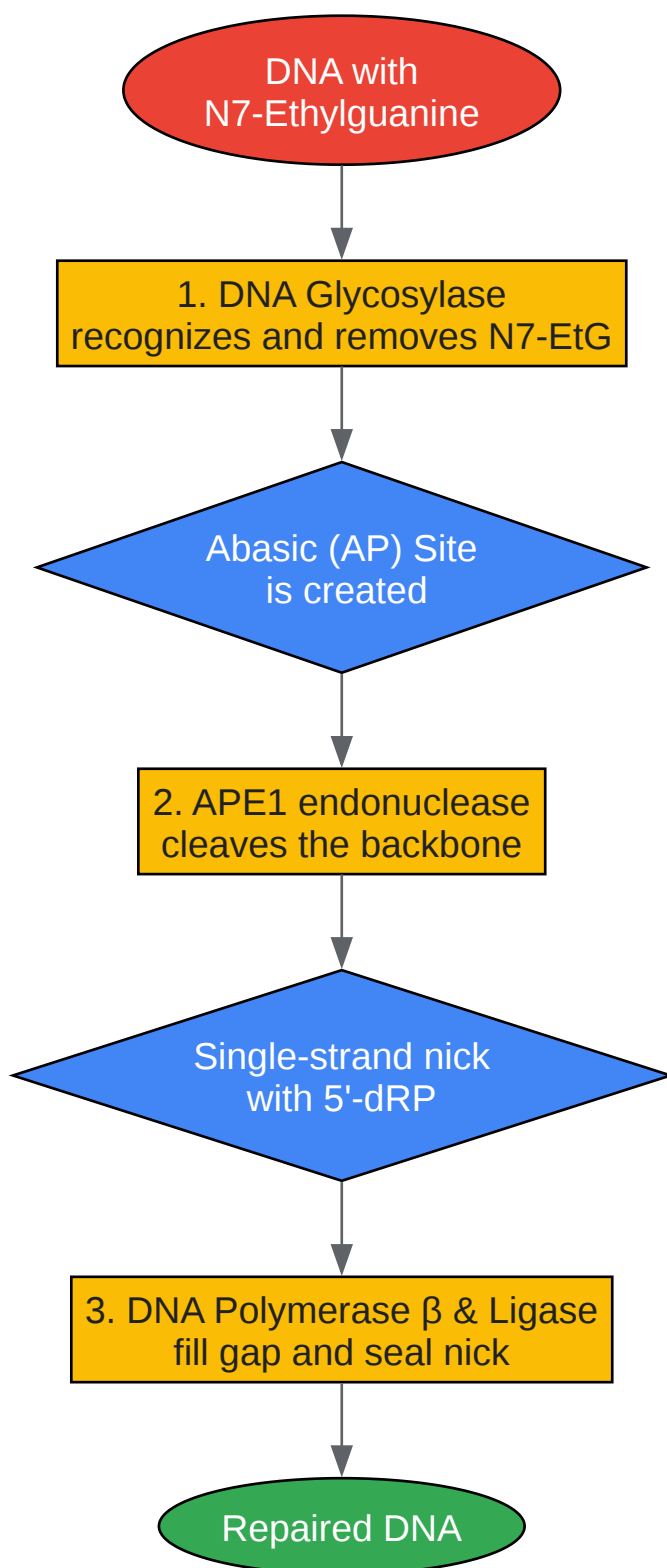 DNA with
N7-Ethylguanine
1. DNA Glycosylase
recognizes and removes N7-EtG
Abasic (AP) Site
is created
2. APE1 endonuclease
cleaves the backbone
Single-strand nick
with 5'-dRP
3. DNA Polymerase β & Ligase
fill gap and seal nick
Repaired DNA